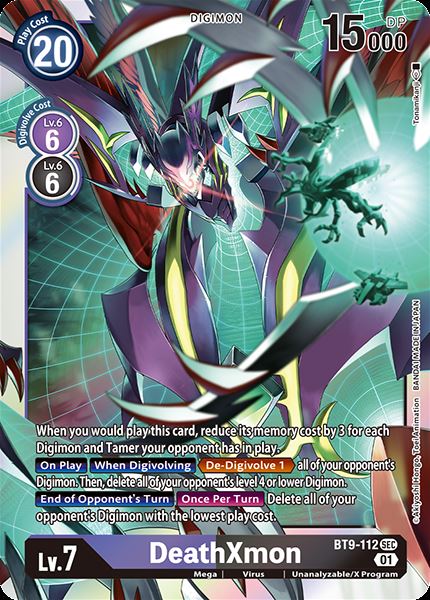 Play Cost
20
DIGIMON
15000
DP
Digivolve Cost
Lv.6
6
Lv.6
6
Tonamikanji
When you would play this card, reduce its memory cost by 3 for each
Digimon and Tamer your opponent has in play.
On Play When Digivolving De-Digivolve 1 all of your opponent's
Digimon. Then, delete all of your opponent's level 4 or lower Digimon.
End of Opponent's Turn Once Per Turn Delete all of your
opponent's Digimon with the lowest play cost.
©Akiyoshi Hongo, Toei Animation BANDAI MADE IN JAPAN
Lv.7
DeathXmon
BT9-112 SEC
01
Mega Virus Unanalyzable/X Program